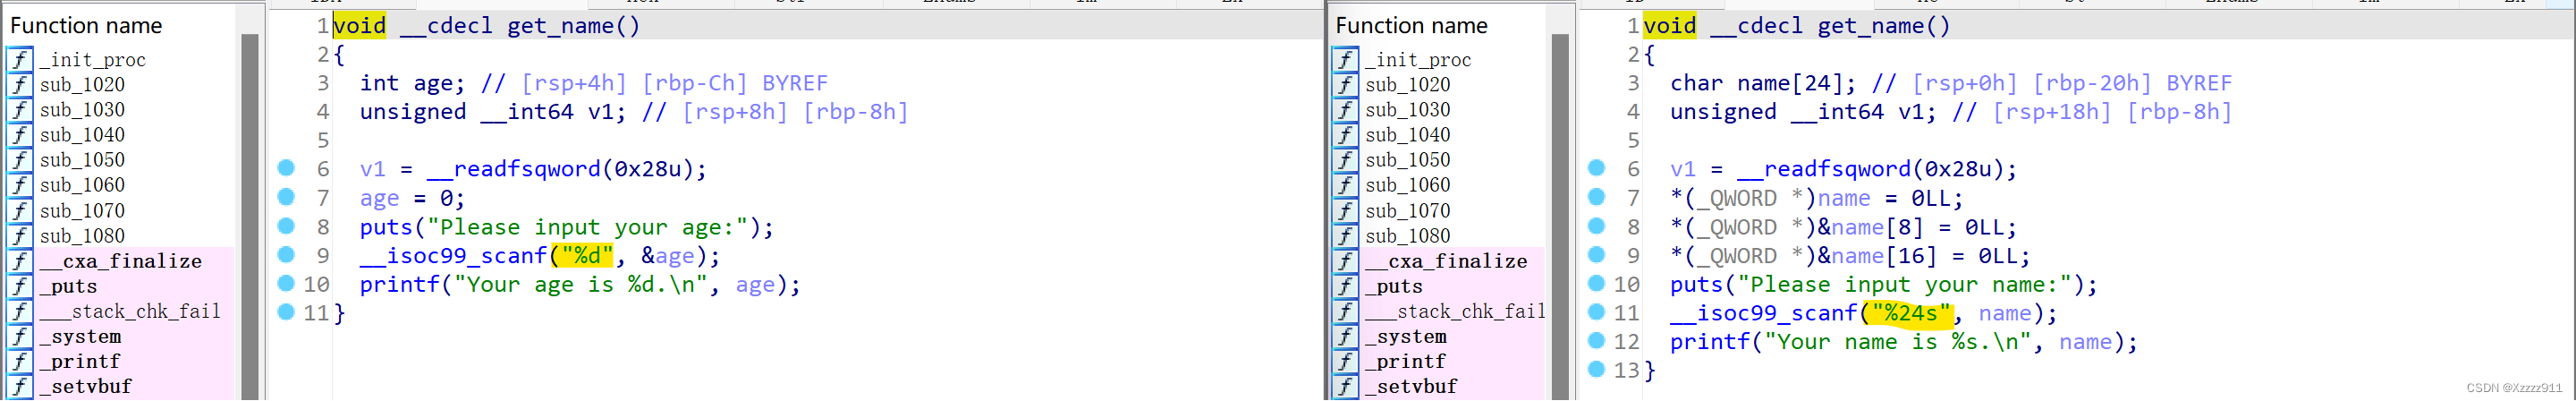 Function name
_init_proc
sub_1020
sub_1030
sub_1040
sub_1050
sub_1060
sub_1070
sub_1080
__cxa_finalize
_puts
___stack_chk_fail
_system
_printf
_setvbuf
1 void __cdecl get_name()
2 {
3 int age; // [rsp+4h] [rbp-Ch] BYREF
4 unsigned __int64 v1; // [rsp+8h] [rbp-8h]
5
6 v1 = __readfsqword(0x28u);
7 age = 0;
8 puts("Please input your age:");
9 __isoc99_scanf("%d", &age);
10 printf("Your age is %d.\n", age);
11 }
Function name
_init_proc
sub_1020
sub_1030
sub_1040
sub_1050
sub_1060
sub_1070
sub_1080
__cxa_finalize
_puts
___stack_chk_fail
_system
_printf
_setvbuf
1 void __cdecl get_name()
2 {
3 char name[24]; // [rsp+0h] [rbp-20h] BYREF
4 unsigned __int64 v1; // [rsp+18h] [rbp-8h]
5
6 v1 = __readfsqword(0x28u);
7 *(_QWORD *)name = 0LL;
8 *(_QWORD *)&name[8] = 0LL;
9 *(_QWORD *)&name[16] = 0LL;
10 puts("Please input your name:");
11 __isoc99_scanf("%24s", name);
12 printf("Your name is %s.\n", name);
13 }
CSDN @Xzzzz911